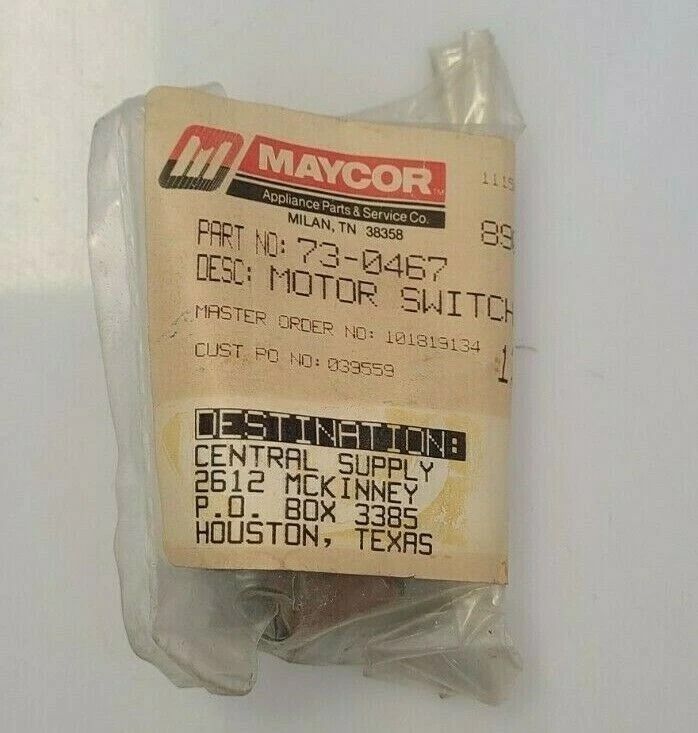 MAYCOR™
Appliance Parts & Service Co.
MILAN, TN 38358
PART NO: 73-0467
DESC: MOTOR SWITCH
MASTER ORDER NO: 101819134
CUST PO NO: 039559
DESTINATION:
CENTRAL SUPPLY
2612 MCKINNEY
P.O. BOX 3385
HOUSTON, TEXAS